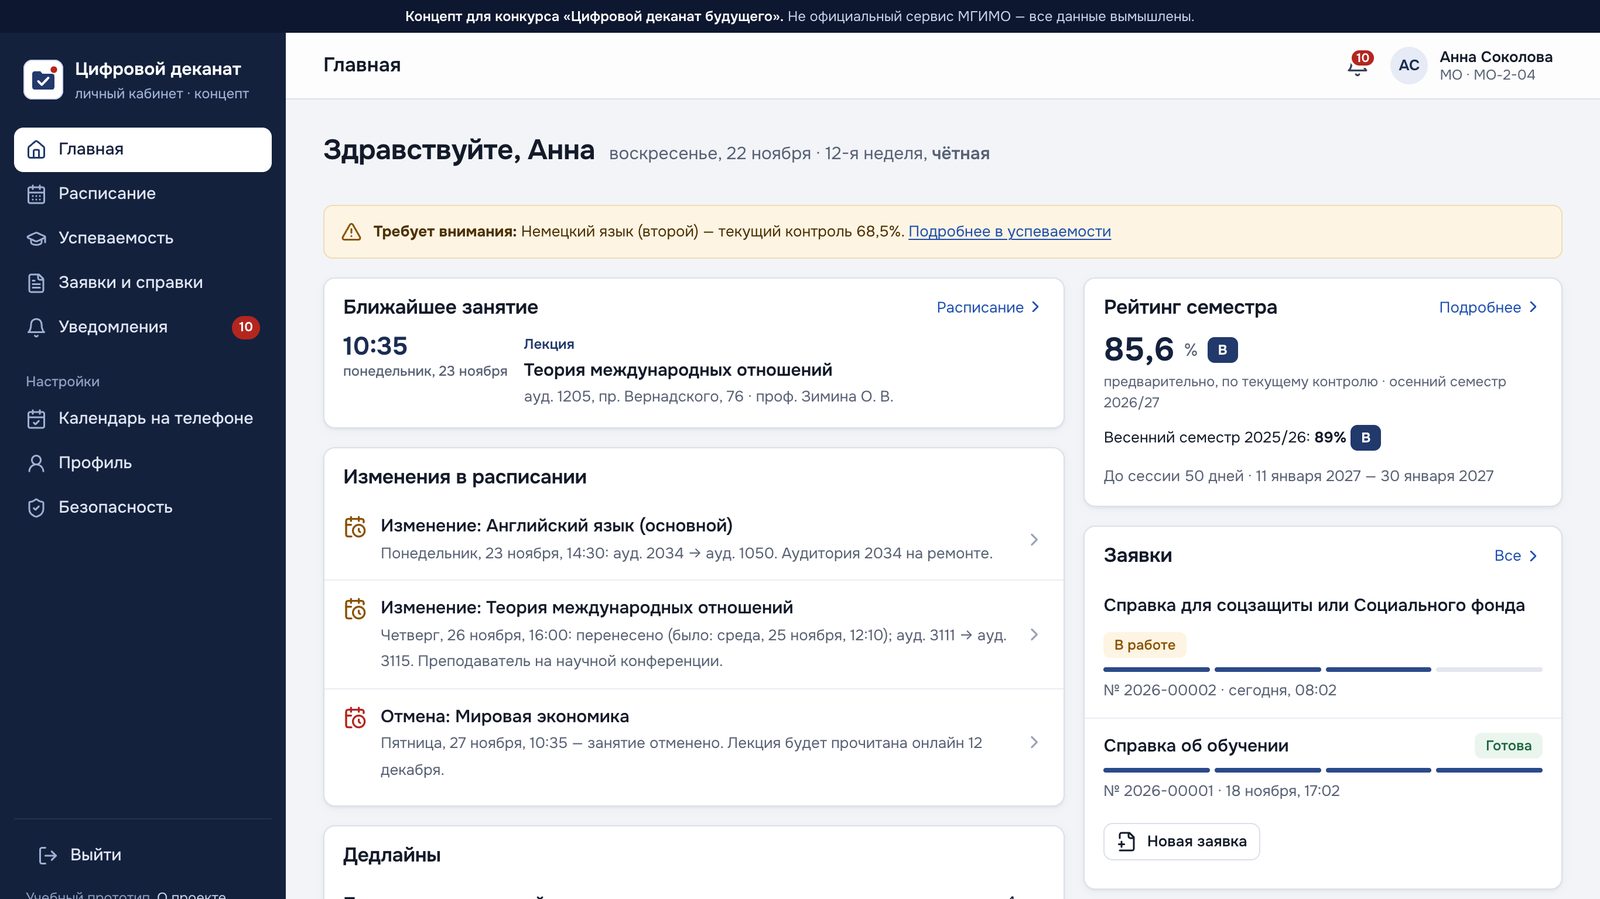 Концепт для конкурса «Цифровой деканат будущего». Не официальный сервис МГИМО — все данные вымышлены.
Цифровой деканат
личный кабинет · концепт
Главная
Расписание
Успеваемость
Заявки и справки
Уведомления 10
Настройки
Календарь на телефоне
Профиль
Безопасность
Выйти
Учебный прототип. О проекте
Главная
10
АС
Анна Соколова
МО · МО-2-04
Здравствуйте, Анна воскресенье, 22 ноября · 12-я неделя, чётная
Требует внимания: Немецкий язык (второй) — текущий контроль 68,5%. Подробнее в успеваемости
Ближайшее занятие Расписание
10:35
понедельник, 23 ноября
Лекция
Теория международных отношений
ауд. 1205, пр. Вернадского, 76 · проф. Зимина О. В.
Изменения в расписании
Изменение: Английский язык (основной)
Понедельник, 23 ноября, 14:30: ауд. 2034 → ауд. 1050. Аудитория 2034 на ремонте.
Изменение: Теория международных отношений
Четверг, 26 ноября, 16:00: перенесено (было: среда, 25 ноября, 12:10); ауд. 3111 → ауд.
3115. Преподаватель на научной конференции.
Отмена: Мировая экономика
Пятница, 27 ноября, 10:35 — занятие отменено. Лекция будет прочитана онлайн 12
декабря.
Дедлайны
Рейтинг семестра Подробнее
85,6 % B
предварительно, по текущему контролю · осенний семестр
2026/27
Весенний семестр 2025/26: 89% B
До сессии 50 дней · 11 января 2027 — 30 января 2027
Заявки Все
Справка для соцзащиты или Социального фонда
В работе
№ 2026-00002 · сегодня, 08:02
Справка об обучении Готова
№ 2026-00001 · 18 ноября, 17:02
Новая заявка